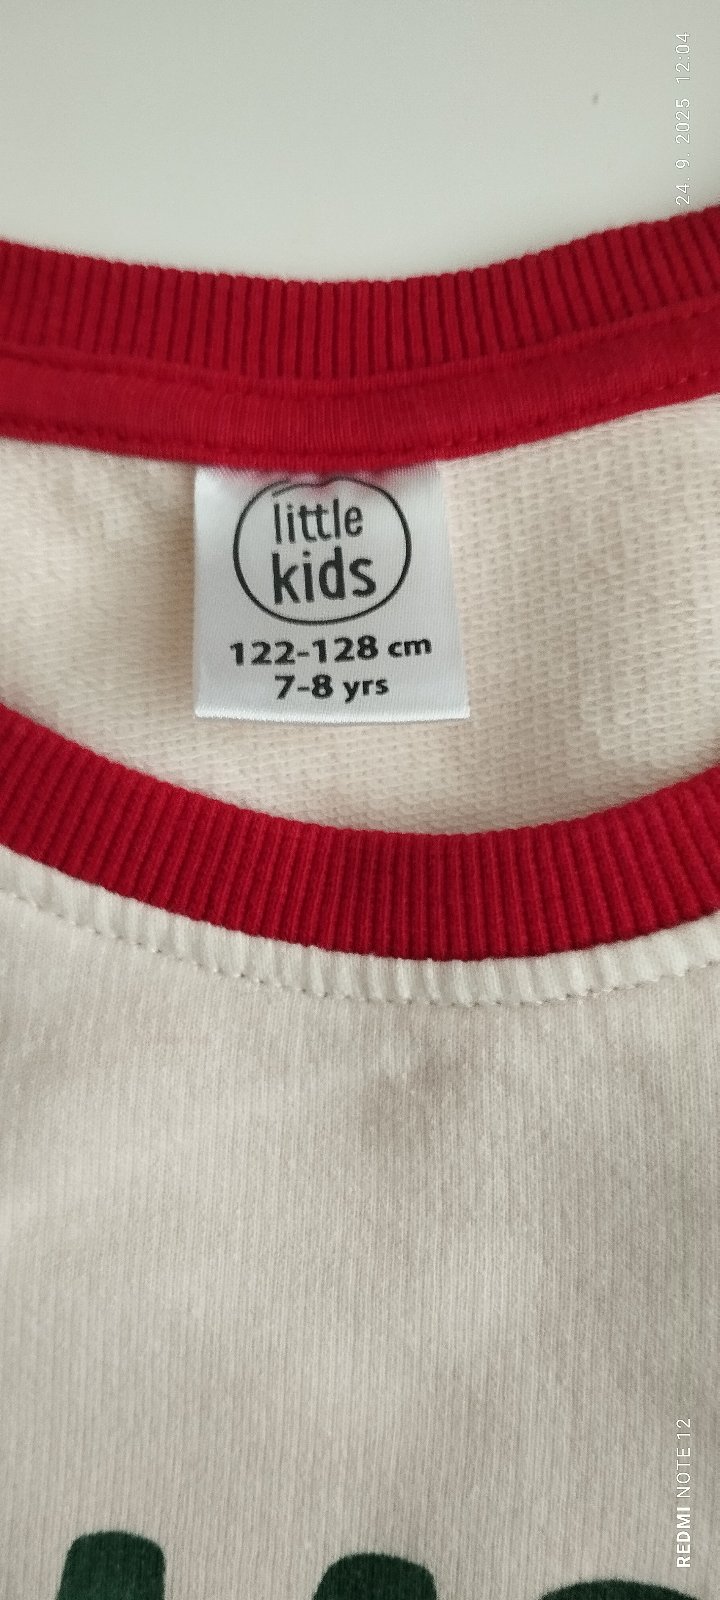 little
kids
122-128 cm
7-8 yrs
24. 9. 2025 12:04
REDMI NOTE 12